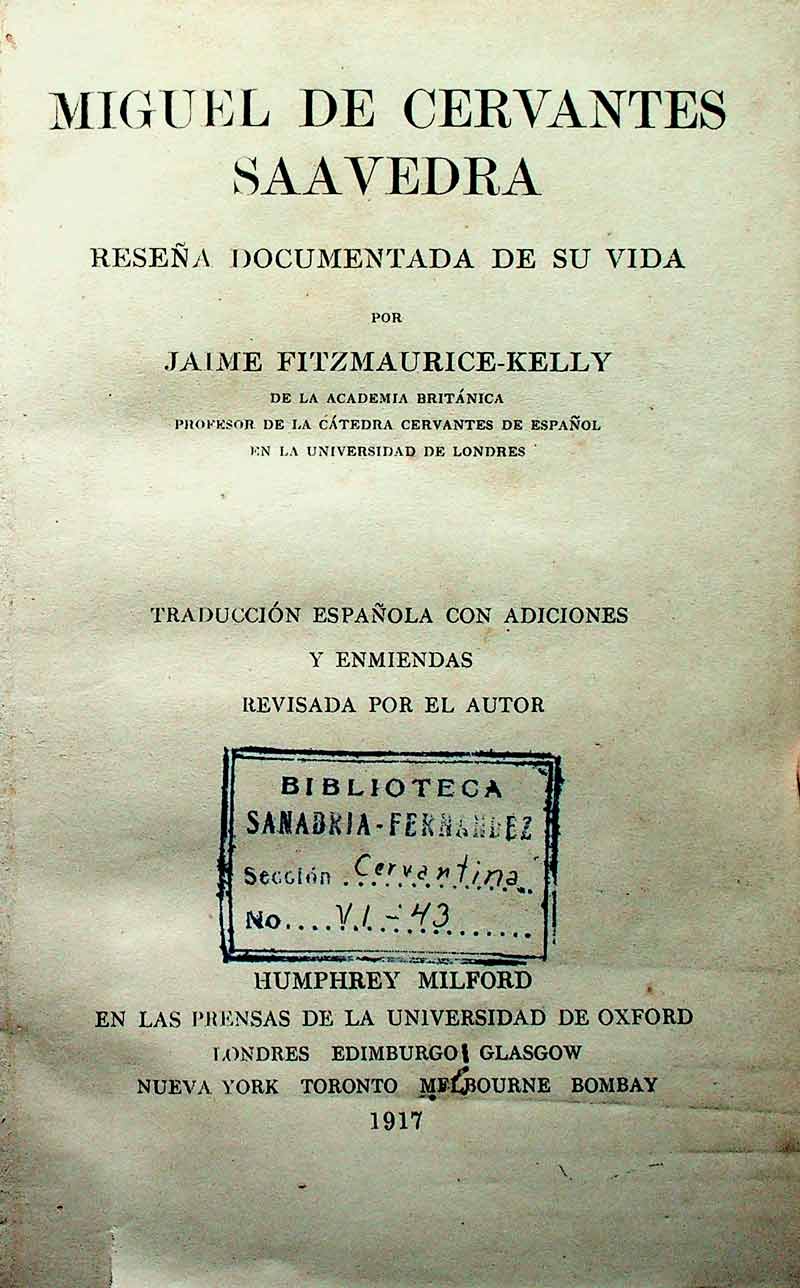 MIGUEL DE CERVANTES
SAAVEDRA
RESEÑA DOCUMENTADA DE SU VIDA
POR
JAIME FITZMAURICE-KELLY
DE LA ACADEMIA BRITÁNICA
PROFESOR DE LA CÁTEDRA CERVANTES DE ESPAÑOL
EN LA UNIVERSIDAD DE LONDRES
TRADUCCIÓN ESPAÑOLA CON ADICIONES
Y ENMIENDAS
REVISADA POR EL AUTOR
BIBLIOTECA
SANABRIA-FERNANDEZ
Sección Cervantina
No. VI-43
HUMPHREY MILFORD
EN LAS PRENSAS DE LA UNIVERSIDAD DE OXFORD
LONDRES EDIMBURGO GLASGOW
NUEVA YORK TORONTO MELBOURNE BOMBAY
1917